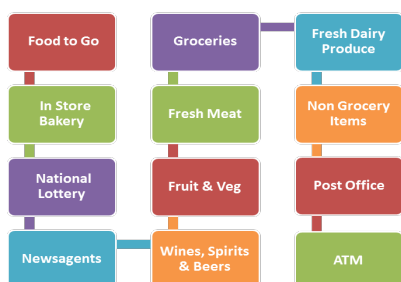 Food to Go
In Store
Bakery
National
Lottery
Newsagents
Wines, Spirits
& Beers
Fruit & Veg
Fresh Meat
Groceries
Fresh Dairy
Produce
Non Grocery
Items
Post Office
ATM